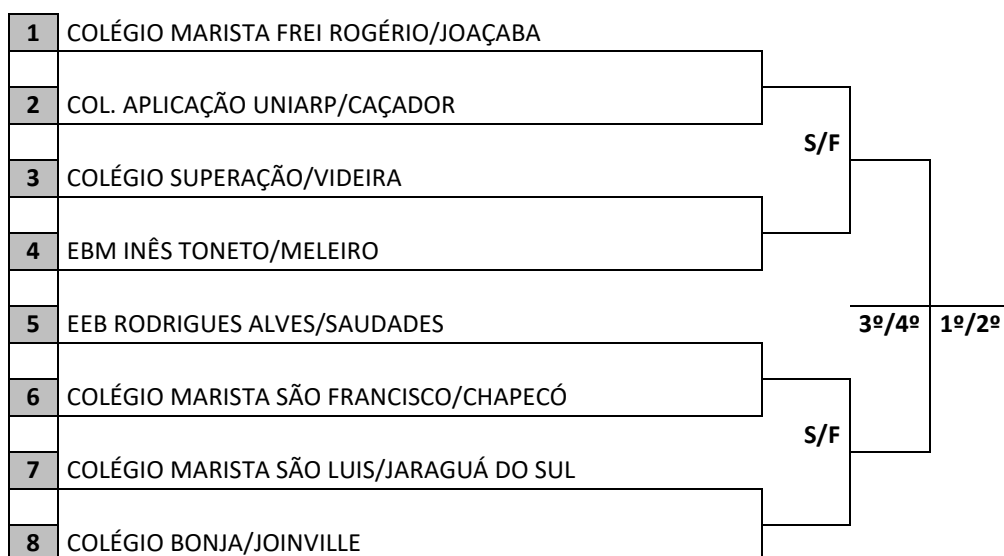 1 COLÉGIO MARISTA FREI ROGÉRIO/JOAÇABA
2 COL. APLICAÇÃO UNIARP/CAÇADOR
S/F
3 COLÉGIO SUPERAÇÃO/VIDEIRA
4 EBM INÊS TONETO/MELEIRO
5 EEB RODRIGUES ALVES/SAUDADES 3º/4º 1º/2º
6 COLÉGIO MARISTA SÃO FRANCISCO/CHAPECÓ
S/F
7 COLÉGIO MARISTA SÃO LUIS/JARAGUÁ DO SUL
8 COLÉGIO BONJA/JOINVILLE